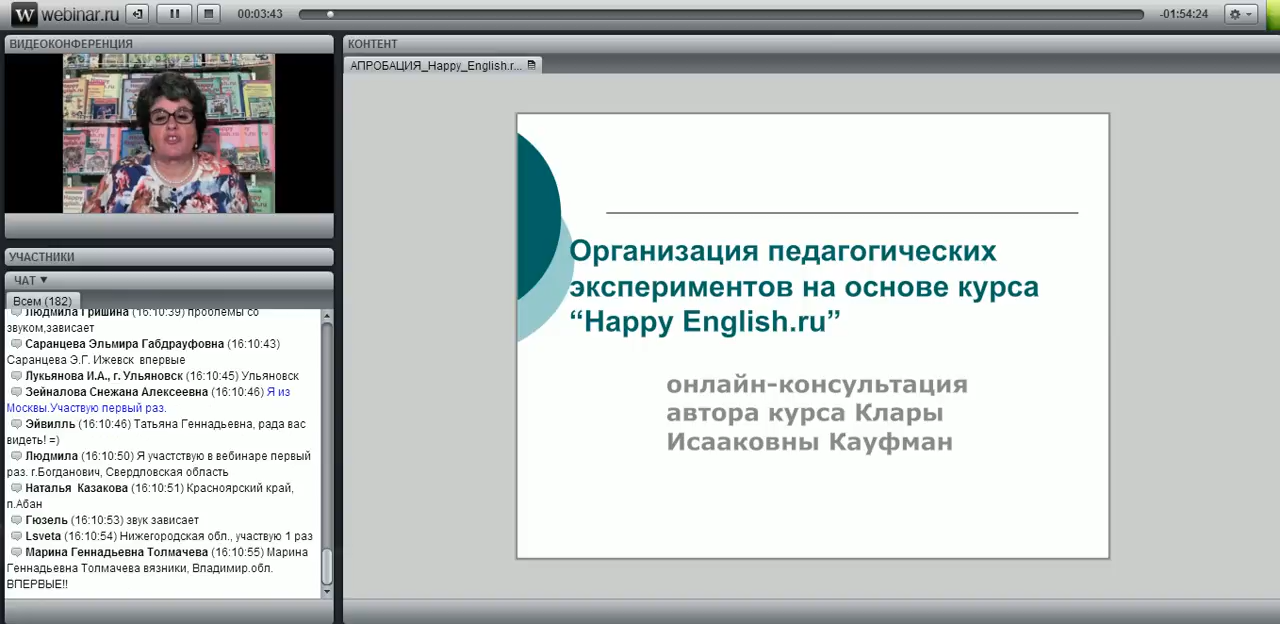 webinar.ru
00:03:43
-01:54:24
ВИДЕОКОНФЕРЕНЦИЯ
Happy English.ru
УЧАСТНИКИ
ЧАТ
Всем (182)
Людмила Гришина (16:10:39) проблемы со
звуком,зависает
Саранцева Эльмира Габдрауфовна (16:10:43)
Саранцева Э.Г. Ижевск впервые
Лукьянова И.А., г. Ульяновск (16:10:45) Ульяновск
Зейналова Снежана Алексеевна (16:10:46) Я из
Москвы.Участвую первый раз.
Эйвилль (16:10:46) Татьяна Геннадьевна, рада вас
видеть! =)
Людмила (16:10:50) Я участствую в вебинаре первый
раз. г.Богданович, Свердловская область
Наталья Казакова (16:10:51) Красноярский край,
п.Абан
Гюзель (16:10:53) звук зависает
Lsveta (16:10:54) Нижегородская обл., участвую 1 раз
Марина Геннадьевна Толмачева (16:10:55) Марина
Геннадьевна Толмачева вязники, Владимир.обл.
ВПЕРВЫЕ!!
КОНТЕНТ
АПРОБАЦИЯ_Happy_English.r...
Организация педагогических
экспериментов на основе курса
“Happy English.ru”
онлайн-консультация
автора курса Клары
Исааковны Кауфман